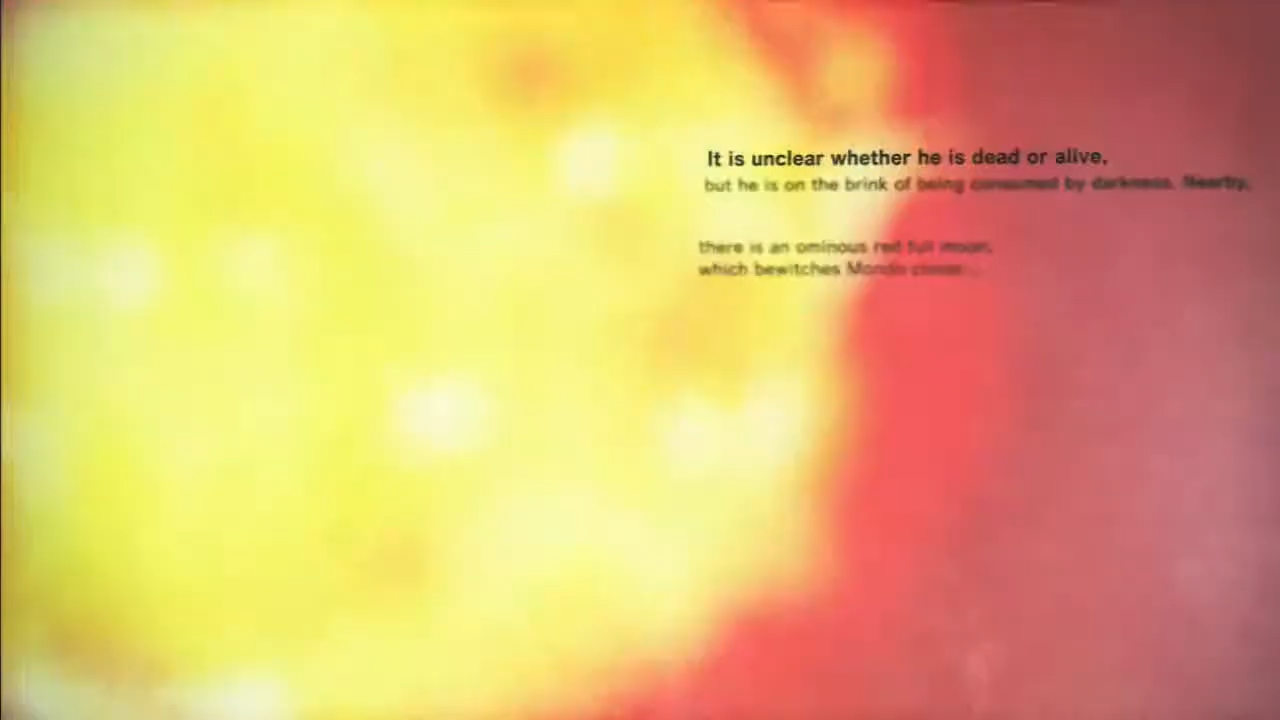 It is unclear whether he is dead or alive,
but he is on the brink of being consumed by darkness. Nearby,
there is an ominous red full moon,
which bewitches Mondo